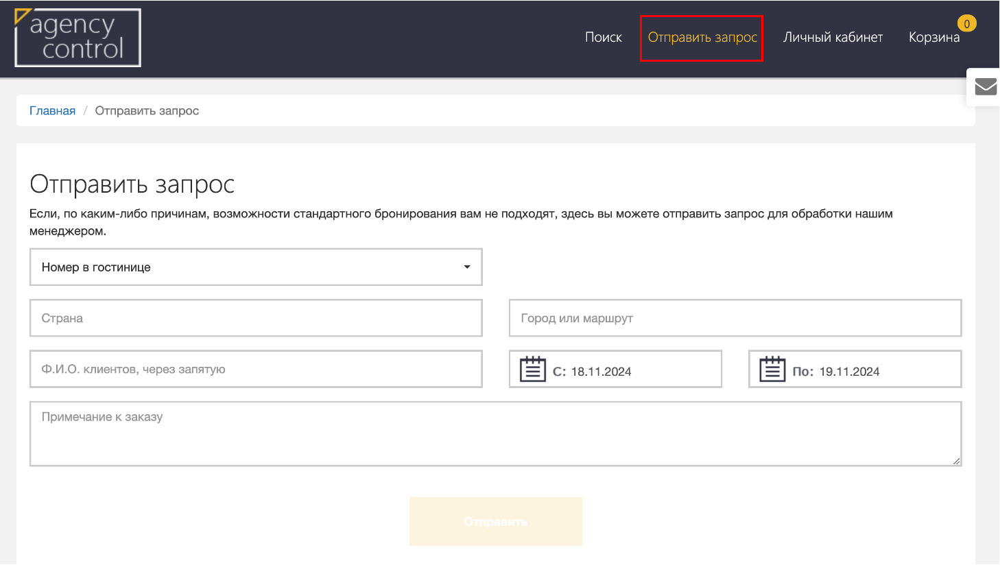 agency
control
Поиск
Отправить запрос
Личный кабинет
Корзина
0
Главная / Отправить запрос
Отправить запрос
Если, по каким-либо причинам, возможности стандартного бронирования вам не подходят, здесь вы можете отправить запрос для обработки нашим
менеджером.
Номер в гостинице
Страна
Город или маршрут
Ф.И.О. клиентов, через запятую
С: 18.11.2024
По: 19.11.2024
Примечание к заказу
Отправить